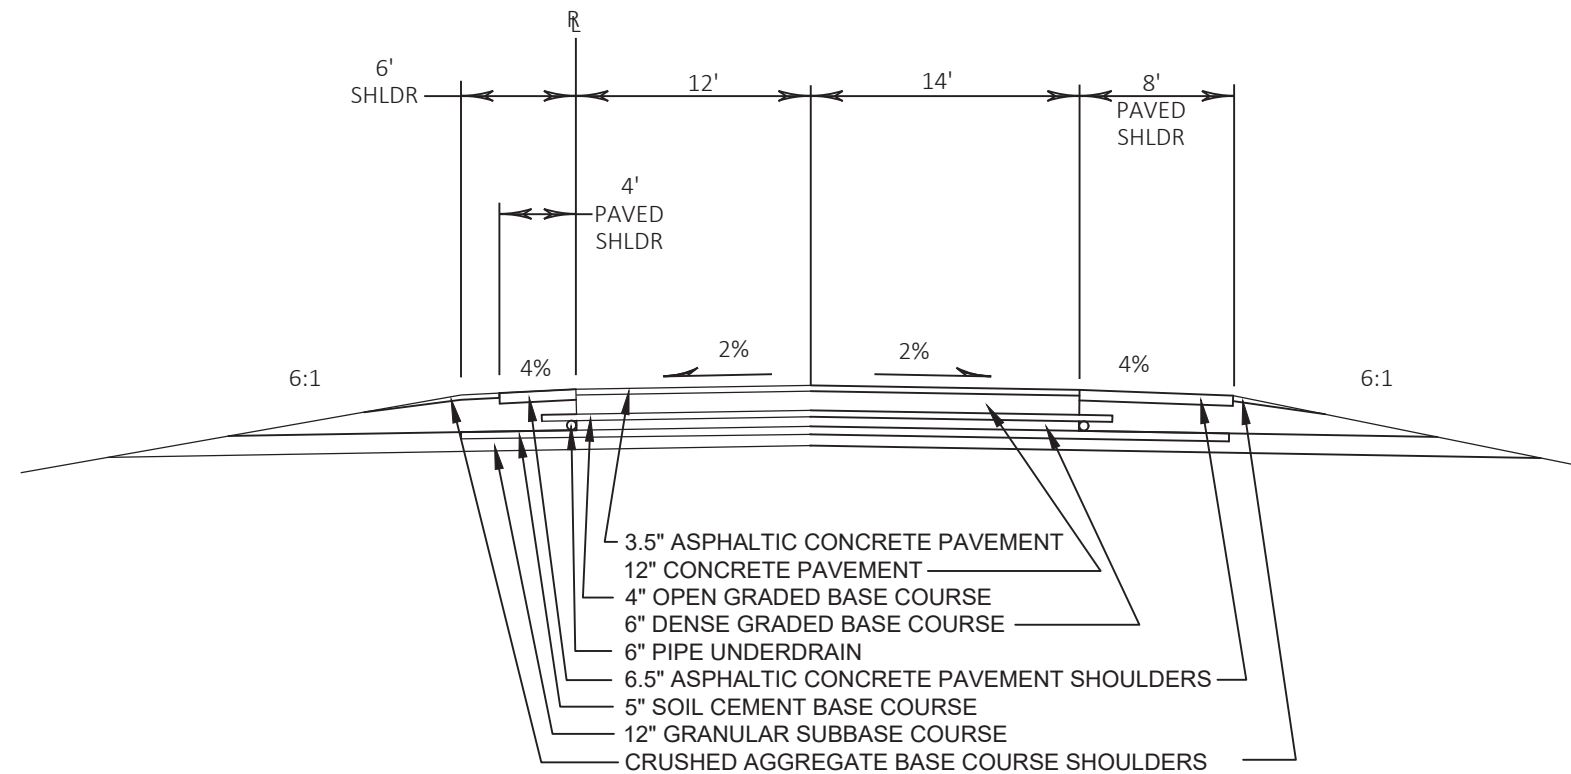 RL
6'
SHLDR
12'
14'
8'
PAVED
SHLDR
4'
PAVED
SHLDR
6:1
4%
2%
2%
4%
6:1
3.5" ASPHALTIC CONCRETE PAVEMENT
12" CONCRETE PAVEMENT
4" OPEN GRADED BASE COURSE
6" DENSE GRADED BASE COURSE
6" PIPE UNDERDRAIN
6.5" ASPHALTIC CONCRETE PAVEMENT SHOULDERS
5" SOIL CEMENT BASE COURSE
12" GRANULAR SUBBASE COURSE
CRUSHED AGGREGATE BASE COURSE SHOULDERS